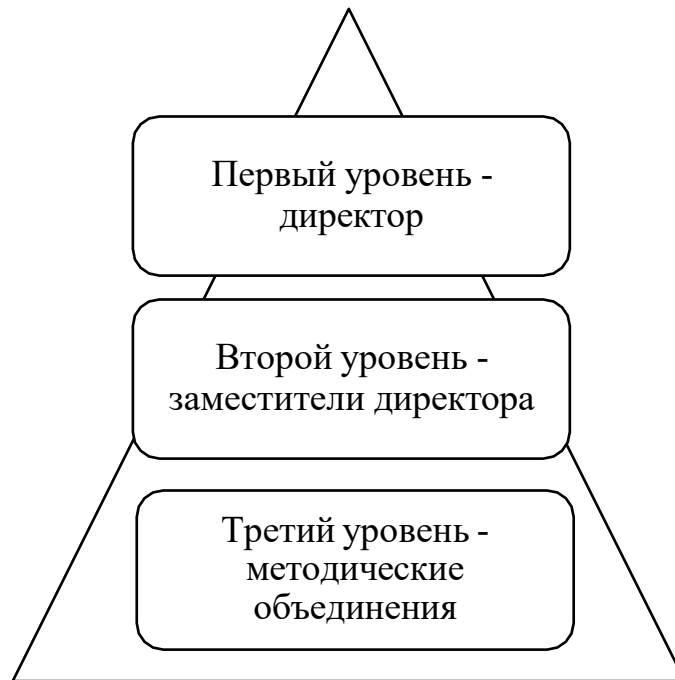 Первый уровень -
директор
Второй уровень -
заместители директора
Третий уровень -
методические
объединения